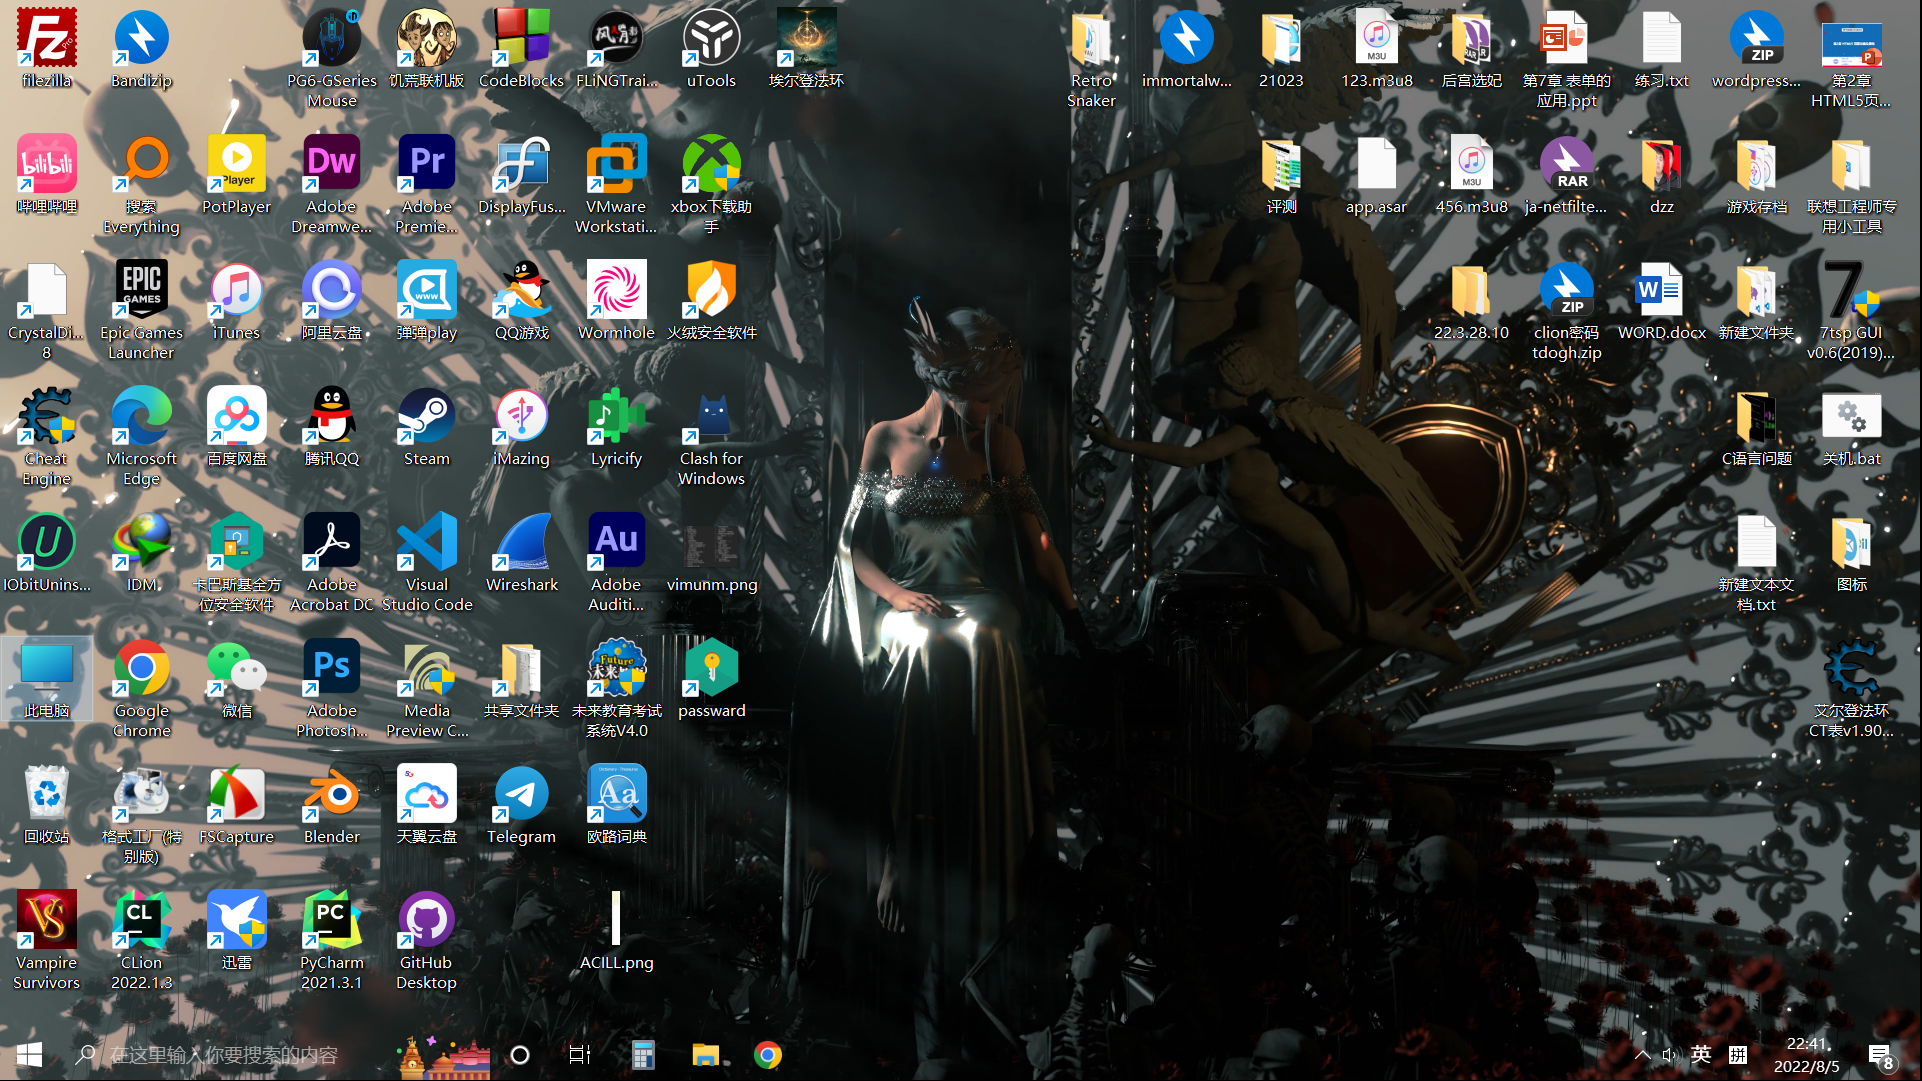 filezilla
Bandizip
PG6-GSeries
Mouse
饥荒联机版
CodeBlocks
FLiNGTrai...
uTools
埃尔登法环
Retro
Snaker
immortalw...
21023
123.m3u8
后宫选妃
第7章 表单的
应用.ppt
练习.txt
wordpress...
第2章
HTML5页...
哔哩哔哩
搜索
Everything
PotPlayer
Adobe
Dreamwe...
Adobe
Premie...
DisplayFus...
VMware
Workstati...
xbox下载助
手
评测
app.asar
456.m3u8
ja-netfilte...
dzz
游戏存档
联想工程师专
用小工具
CrystalDi...
8
Epic Games
Launcher
iTunes
阿里云盘
弹弹play
QQ游戏
Wormhole
火绒安全软件
22.3.28.10
clion密码
tdogh.zip
WORD.docx
新建文件夹
7tsp GUI
v0.6(2019)...
Cheat
Engine
Microsoft
Edge
百度网盘
腾讯QQ
Steam
iMazing
Lyricify
Clash for
Windows
C语言问题
关机.bat
IObitUnins...
IDM
卡巴斯基全方
位安全软件
Adobe
Acrobat DC
Visual
Studio Code
Wireshark
Adobe
Auditi...
vimunm.png
新建文本文
档.txt
图标
此电脑
Google
Chrome
微信
Adobe
Photosh...
Media
Preview C...
共享文件夹
未来教育考试
系统V4.0
passward
艾尔登法环
CT表v1.90...
回收站
格式工厂(特
别版)
FSCapture
Blender
天翼云盘
Telegram
欧路词典
Vampire
Survivors
CLion
2022.1.3
迅雷
PyCharm
2021.3.1
GitHub
Desktop
ACILL.png
在这里输入你要搜索的内容
英
拼
22:41
2022/8/5
8